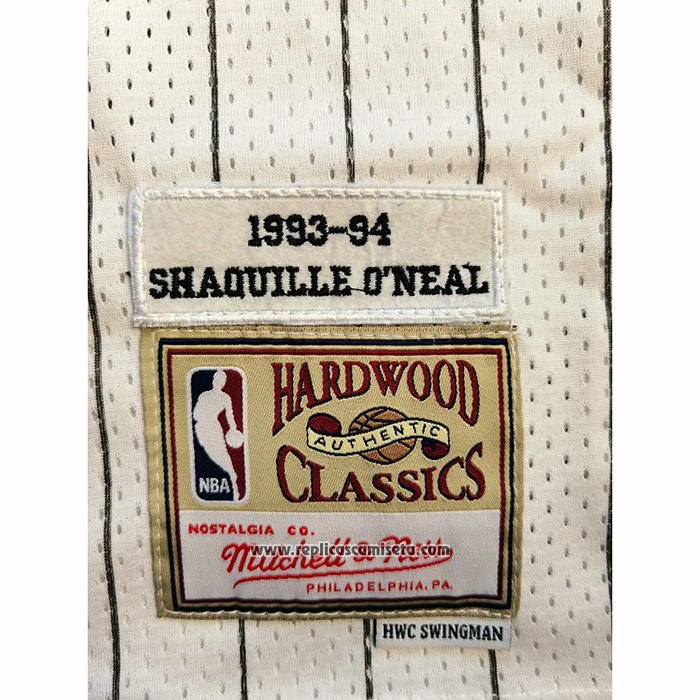 1993-94
SHAQUILLE O'NEAL
HARDWOOD
AUTHENTIC
CLASSICS
NBA
NOSTALGIA CO.
Mitchell & Ness
www.replicascamiseta.com
PHILADELPHIA, PA.
HWC SWINGMAN